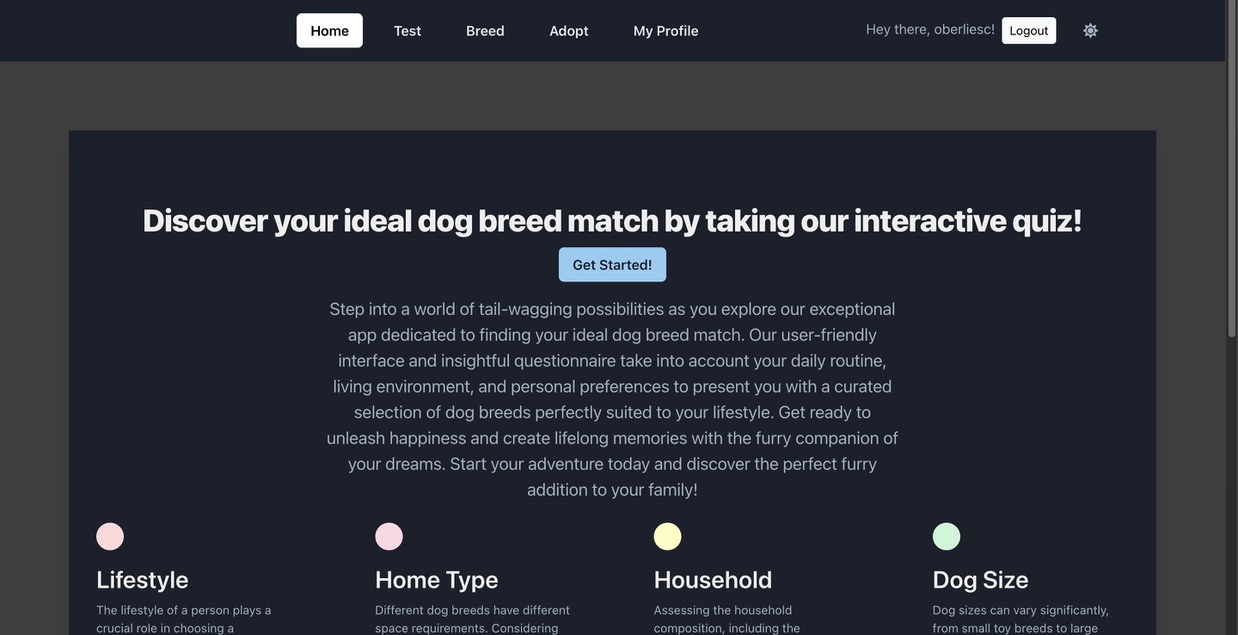 Home Test Breed Adopt My Profile Hey there, oberliesc! Logout
Discover your ideal dog breed match by taking our interactive quiz!
Get Started!
Step into a world of tail-wagging possibilities as you explore our exceptional
app dedicated to finding your ideal dog breed match. Our user-friendly
interface and insightful questionnaire take into account your daily routine,
living environment, and personal preferences to present you with a curated
selection of dog breeds perfectly suited to your lifestyle. Get ready to
unleash happiness and create lifelong memories with the furry companion of
your dreams. Start your adventure today and discover the perfect furry
addition to your family!
Lifestyle
The lifestyle of a person plays a
crucial role in choosing a
Home Type
Different dog breeds have different
space requirements. Considering
Household
Assessing the household
composition, including the
Dog Size
Dog sizes can vary significantly,
from small toy breeds to large